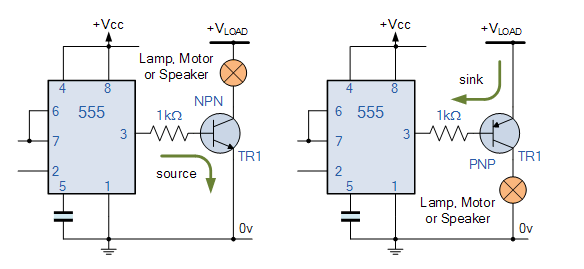 +Vcc
+VLOAD
Lamp, Motor
or Speaker
4
8
NPN
6
555
1kΩ
3
7
TR1
source
2
5
1
0v
+Vcc
+VLOAD
sink
4
8
6
555
1kΩ
3
7
PNP
TR1
2
5
1
Lamp, Motor
or Speaker
0v